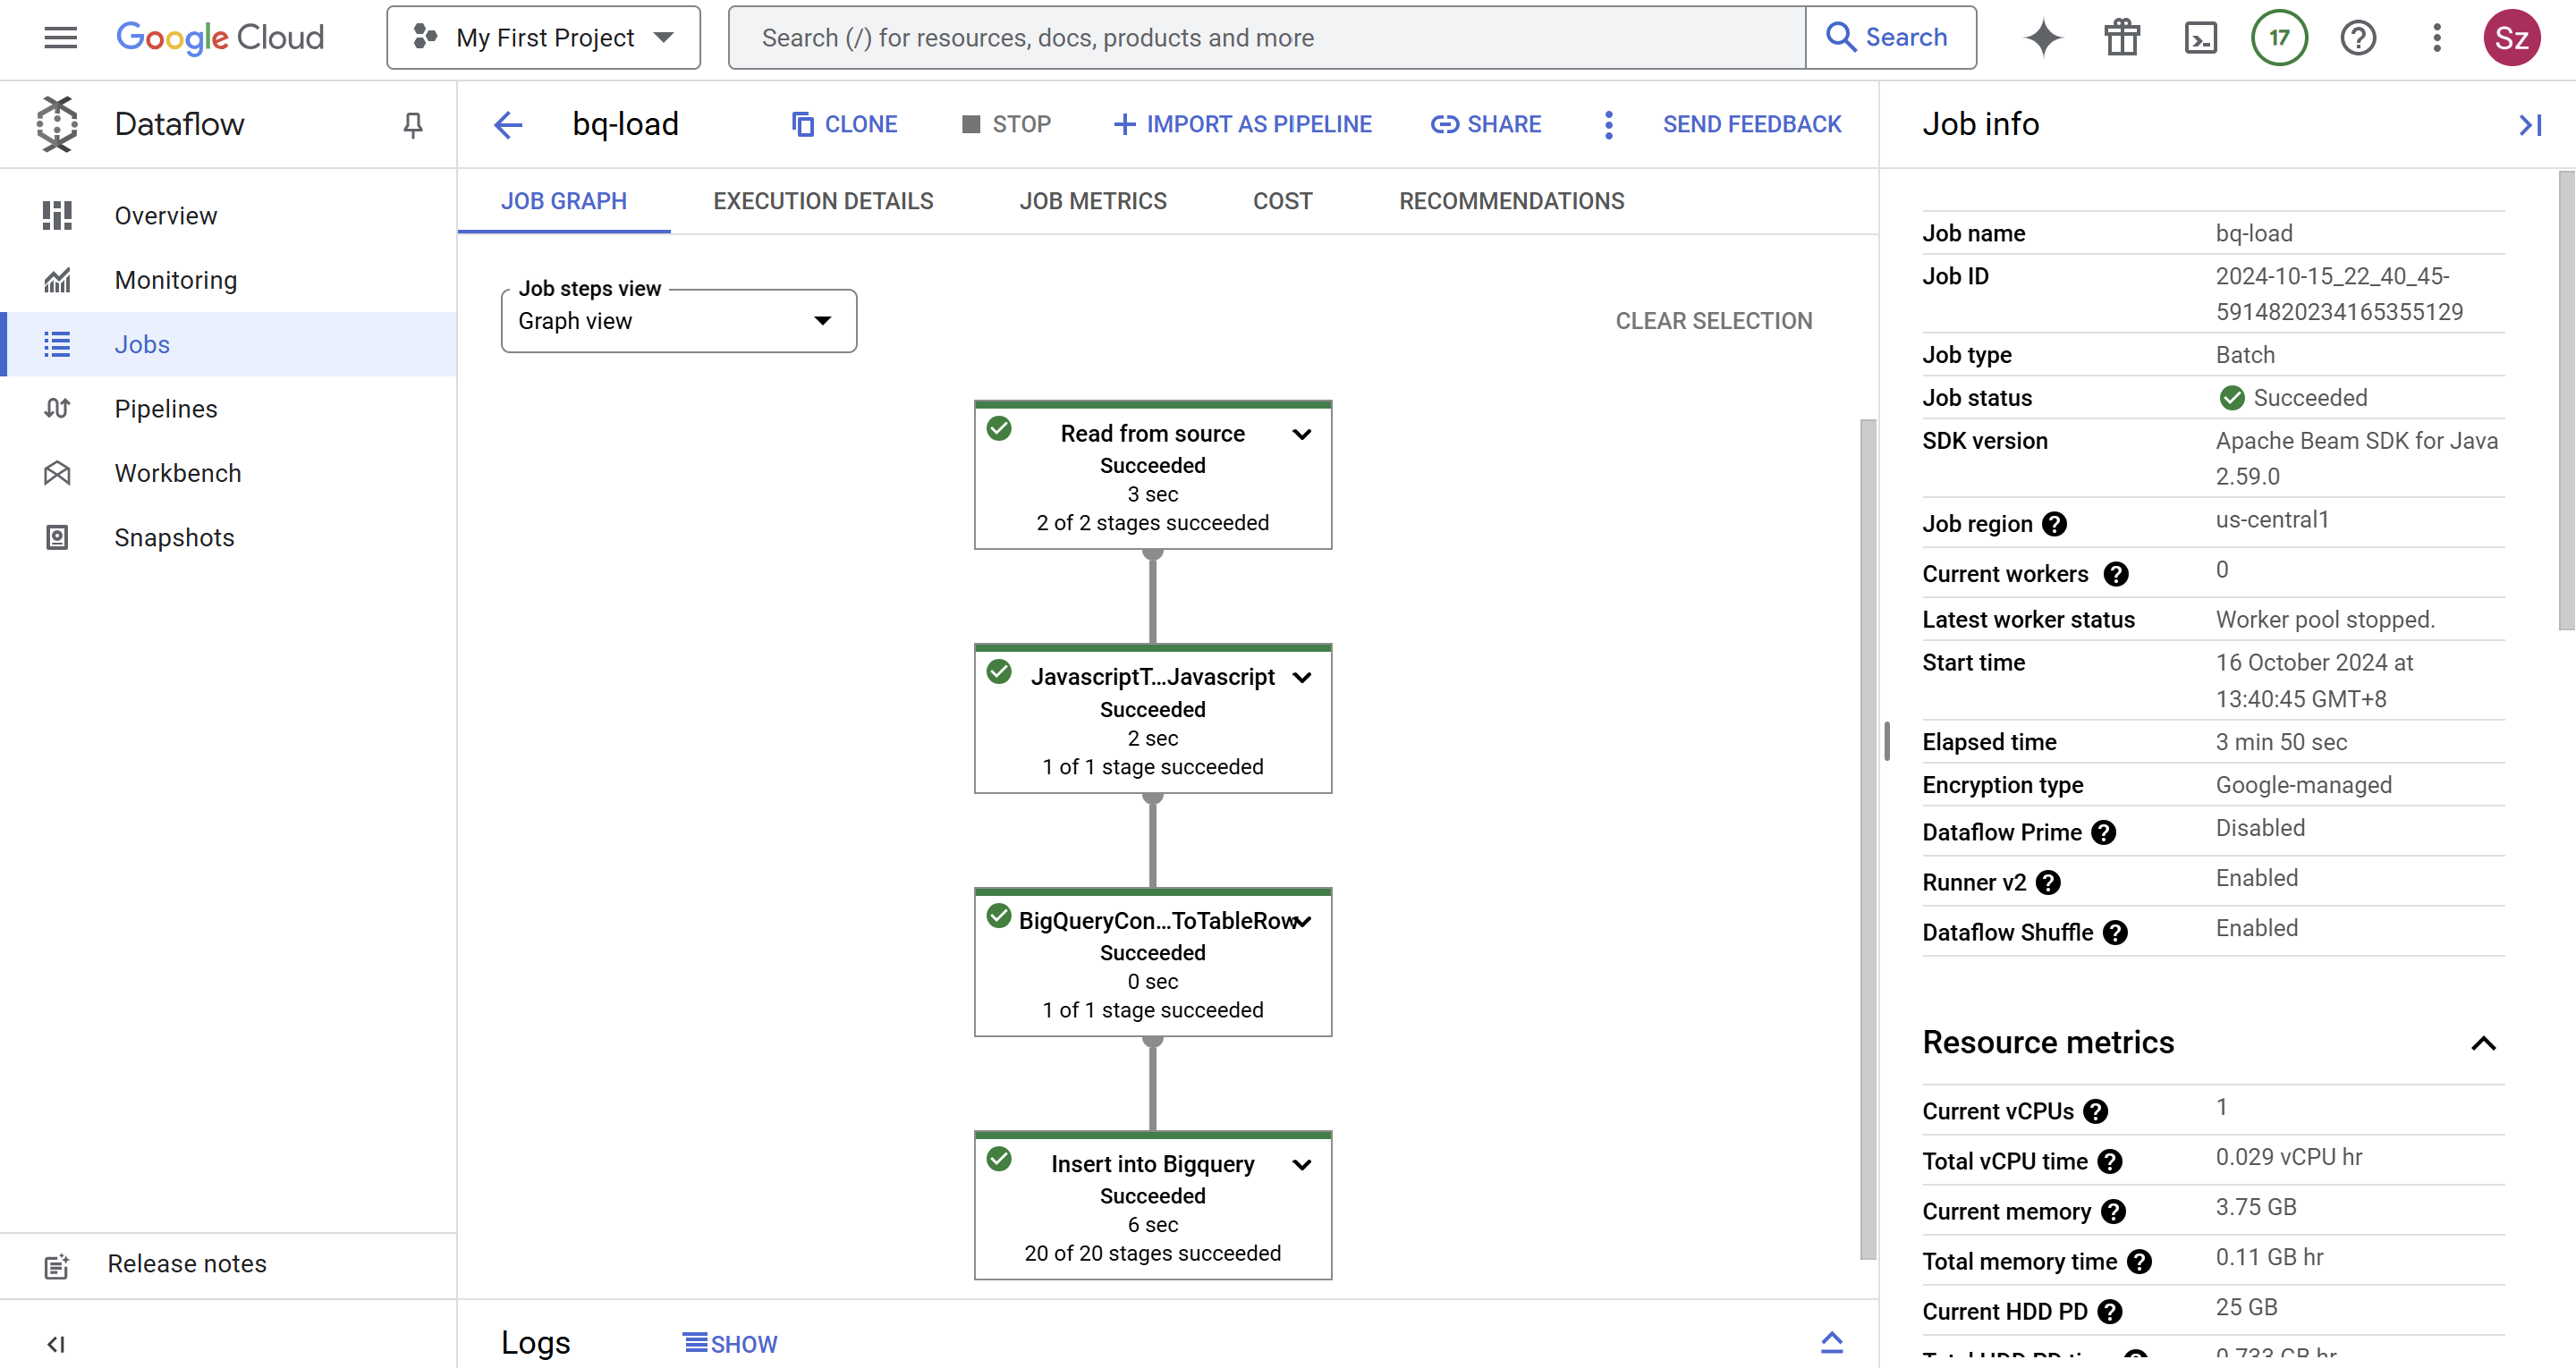 Google Cloud
My First Project
Search (/) for resources, docs, products and more
Search
17
Sz
Dataflow
Overview
Monitoring
Jobs
Pipelines
Workbench
Snapshots
Release notes
bq-load
CLONE
STOP
IMPORT AS PIPELINE
SHARE
SEND FEEDBACK
JOB GRAPH
EXECUTION DETAILS
JOB METRICS
COST
RECOMMENDATIONS
Job steps view
Graph view
CLEAR SELECTION
Read from source
Succeeded
3 sec
2 of 2 stages succeeded
JavascriptT...Javascript
Succeeded
2 sec
1 of 1 stage succeeded
BigQueryCon...ToTableRow
Succeeded
0 sec
1 of 1 stage succeeded
Insert into Bigquery
Succeeded
6 sec
20 of 20 stages succeeded
Logs
SHOW
Job info
Job name bq-load
Job ID 2024-10-15_22_40_45-
5914820234165355129
Job type Batch
Job status Succeeded
SDK version Apache Beam SDK for Java
2.59.0
Job region us-central1
Current workers 0
Latest worker status Worker pool stopped.
Start time 16 October 2024 at
13:40:45 GMT+8
Elapsed time 3 min 50 sec
Encryption type Google-managed
Dataflow Prime Disabled
Runner v2 Enabled
Dataflow Shuffle Enabled
Resource metrics
Current vCPUs 1
Total vCPU time 0.029 vCPU hr
Current memory 3.75 GB
Total memory time 0.11 GB hr
Current HDD PD 25 GB
Total HDD PD time 0.733 GB hr